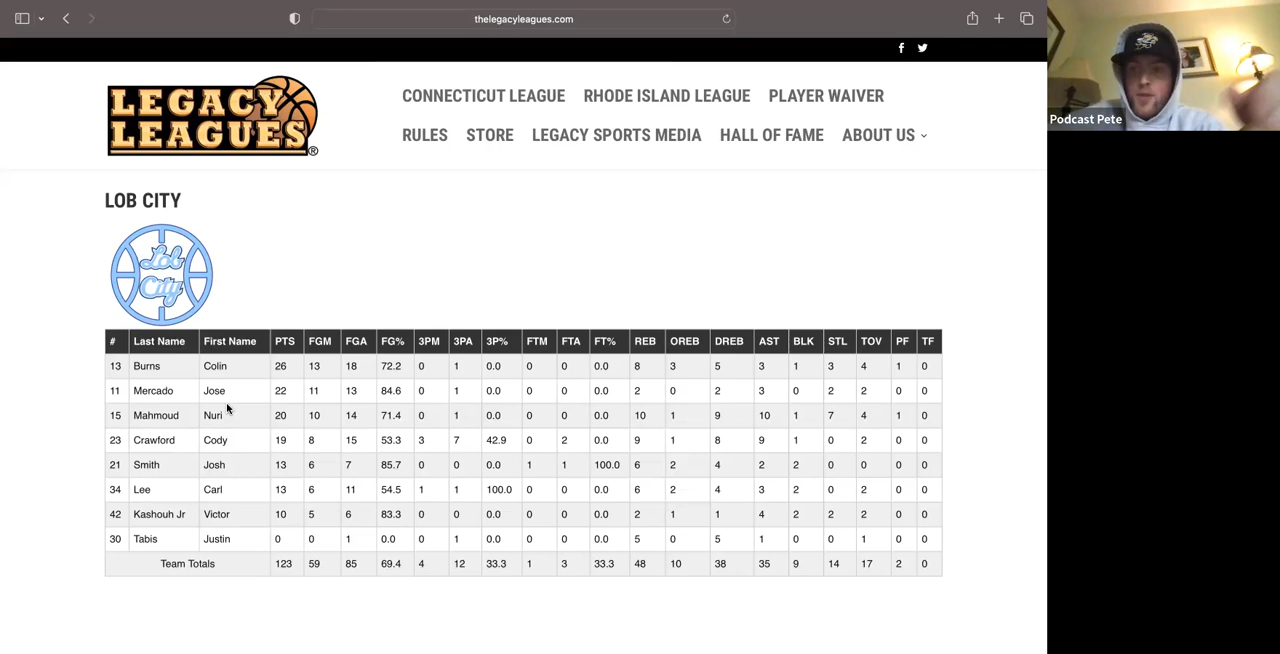 thelegacyleagues.com
LEGACY
LEAGUES
®
CONNECTICUT LEAGUE RHODE ISLAND LEAGUE PLAYER WAIVER
RULES STORE LEGACY SPORTS MEDIA HALL OF FAME ABOUT US
Podcast Pete
LOB CITY
Lob
City
# Last Name First Name PTS FGM FGA FG% 3PM 3PA 3P% FTM FTA FT% REB OREB DREB AST BLK STL TOV PF TF
13 Burns Colin 26 13 18 72.2 0 1 0.0 0 0 0.0 8 3 5 3 1 3 4 1 0
11 Mercado Jose 22 11 13 84.6 0 1 0.0 0 0 0.0 2 0 2 3 0 2 2 0 0
15 Mahmoud Nuri 20 10 14 71.4 0 1 0.0 0 0 0.0 10 1 9 10 1 7 4 1 0
23 Crawford Cody 19 8 15 53.3 3 7 42.9 0 2 0.0 9 1 8 9 1 0 2 0 0
21 Smith Josh 13 6 7 85.7 0 0 0.0 1 1 100.0 6 2 4 2 2 0 0 0 0
34 Lee Carl 13 6 11 54.5 1 1 100.0 0 0 0.0 6 2 4 3 2 0 2 0 0
42 Kashouh Jr Victor 10 5 6 83.3 0 0 0.0 0 0 0.0 2 1 1 4 2 2 2 0 0
30 Tabis Justin 0 0 1 0.0 0 1 0.0 0 0 0.0 5 0 5 1 0 0 1 0 0
Team Totals 123 59 85 69.4 4 12 33.3 1 3 33.3 48 10 38 35 9 14 17 2 0